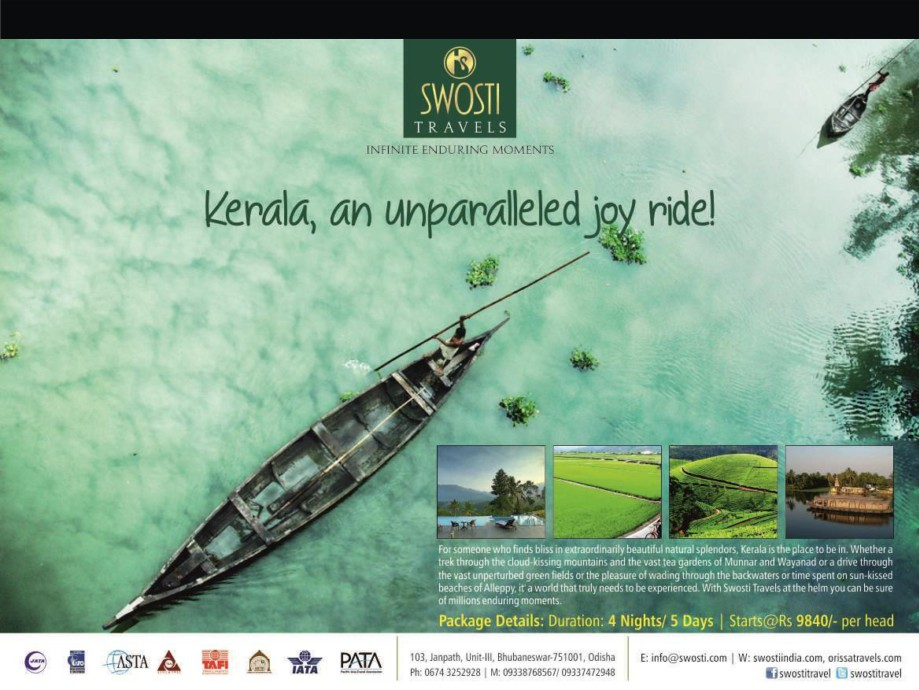 SWOSTI
TRAVELS
INFINITE ENDURING MOMENTS
Kerala, an unparalleled joy ride!
For someone who finds bliss in extraordinarily beautiful natural splendors, Kerala is the place to be in. Whether a
trek through the cloud-kissing mountains and the vast tea gardens of Munnar and Wayanad or a drive through
the vast unperturbed green fields or the pleasure of wading through the backwaters or time spent on sun-kissed
beaches of Alleppy, it' a world that truly needs to be experienced. With Swosti Travels at the helm you can be sure
of millions enduring moments.
Package Details: Duration: 4 Nights/ 5 Days | Starts@Rs 9840/- per head
JATA
ASTA
TAFI
IATA
PATA
103, Janpath, Unit-III, Bhubaneswar-751001, Odisha
Ph: 0674 3252928 | M: 09338768567/ 09337472948
E: info@swosti.com | W: swostiindia.com, orissatravels.com
swostitravel
swostitravel